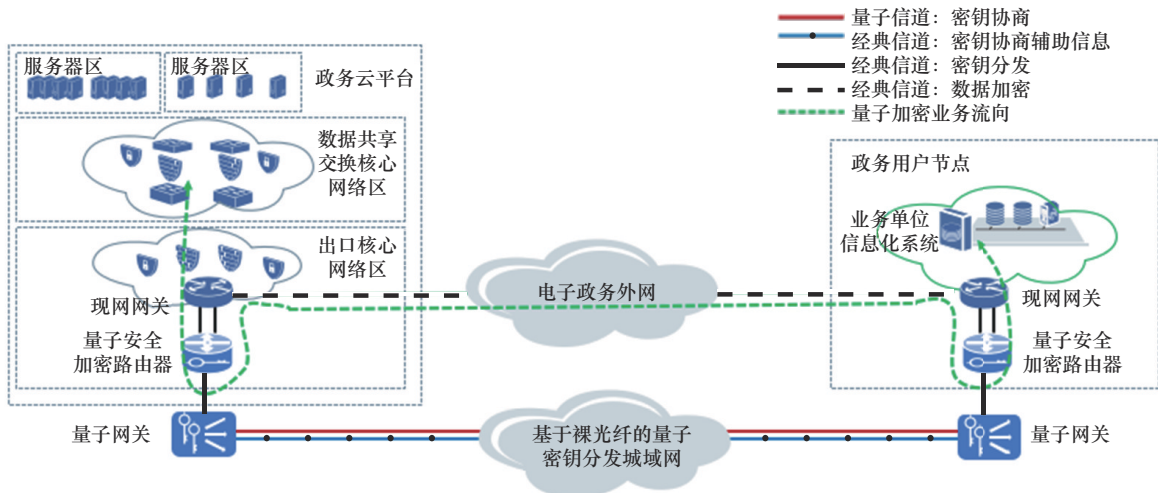 量子信道：密钥协商
经典信道：密钥协商辅助信息
经典信道：密钥分发
经典信道：数据加密
量子加密业务流向
服务器区
服务器区
政务云平台
数据共享
交换核心
网络区
出口核心
网络区
现网网关
量子安全
加密路由器
量子网关
电子政务外网
基于裸光纤的量子
密钥分发城域网
政务用户节点
业务单位
信息化系统
现网网关
量子安全
加密路由器
量子网关